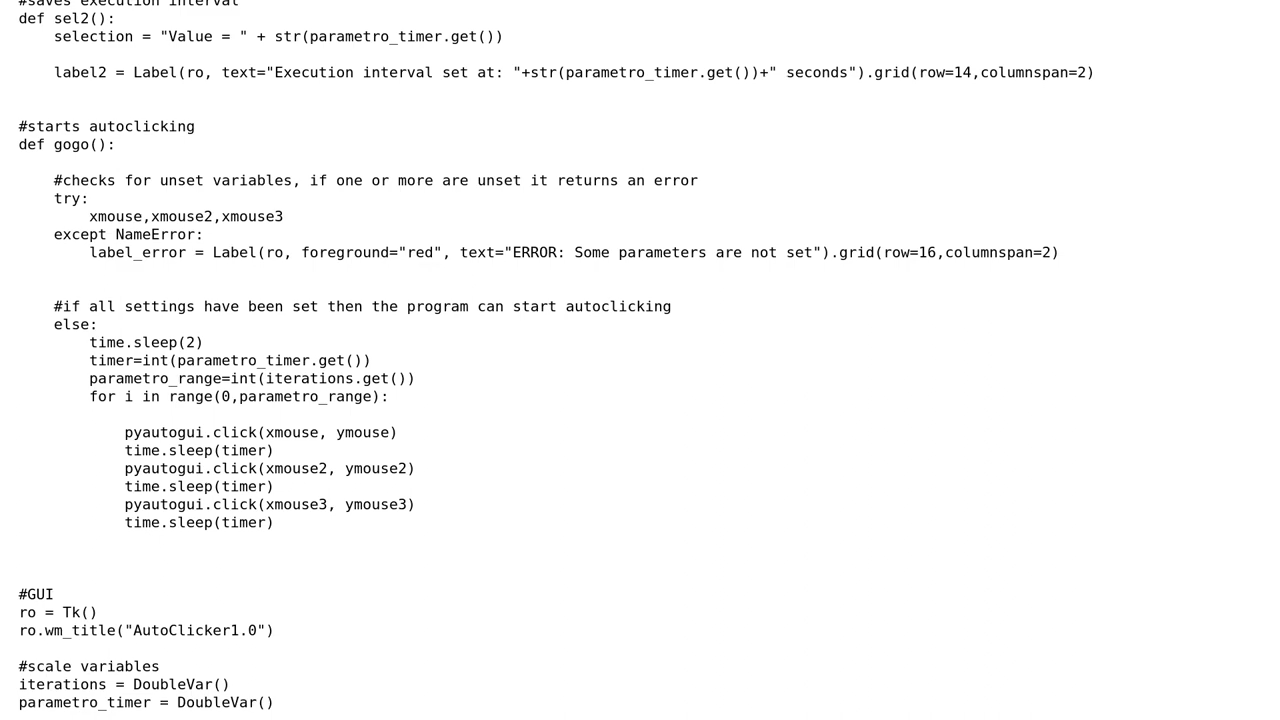 #saves execution interval
def sel2():
    selection = "Value = " + str(parametro_timer.get())
    label2 = Label(ro, text="Execution interval set at: "+str(parametro_timer.get())+" seconds").grid(row=14,columnspan=2)
#starts autoclicking
def gogo():
    #checks for unset variables, if one or more are unset it returns an error
    try:
        xmouse,xmouse2,xmouse3
    except NameError:
        label_error = Label(ro, foreground="red", text="ERROR: Some parameters are not set").grid(row=16,columnspan=2)
    #if all settings have been set then the program can start autoclicking
    else:
        time.sleep(2)
        timer=int(parametro_timer.get())
        parametro_range=int(iterations.get())
        for i in range(0,parametro_range):
            pyautogui.click(xmouse, ymouse)
            time.sleep(timer)
            pyautogui.click(xmouse2, ymouse2)
            time.sleep(timer)
            pyautogui.click(xmouse3, ymouse3)
            time.sleep(timer)
#GUI
ro = Tk()
ro.wm_title("AutoClicker1.0")
#scale variables
iterations = DoubleVar()
parametro_timer = DoubleVar()